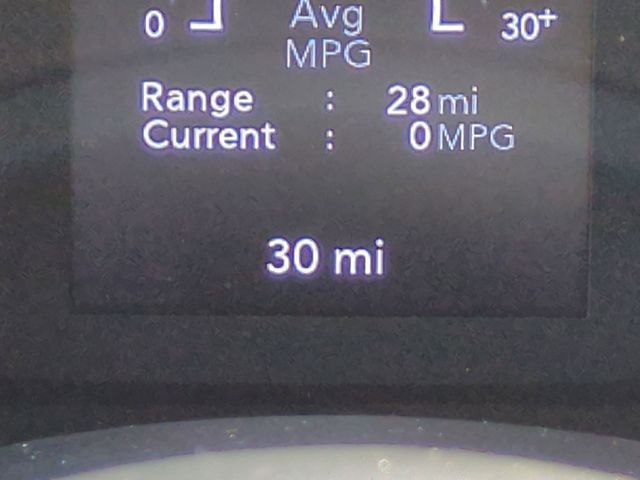 0 Avg 30+
MPG
Range : 28 mi
Current : 0 MPG
30 mi